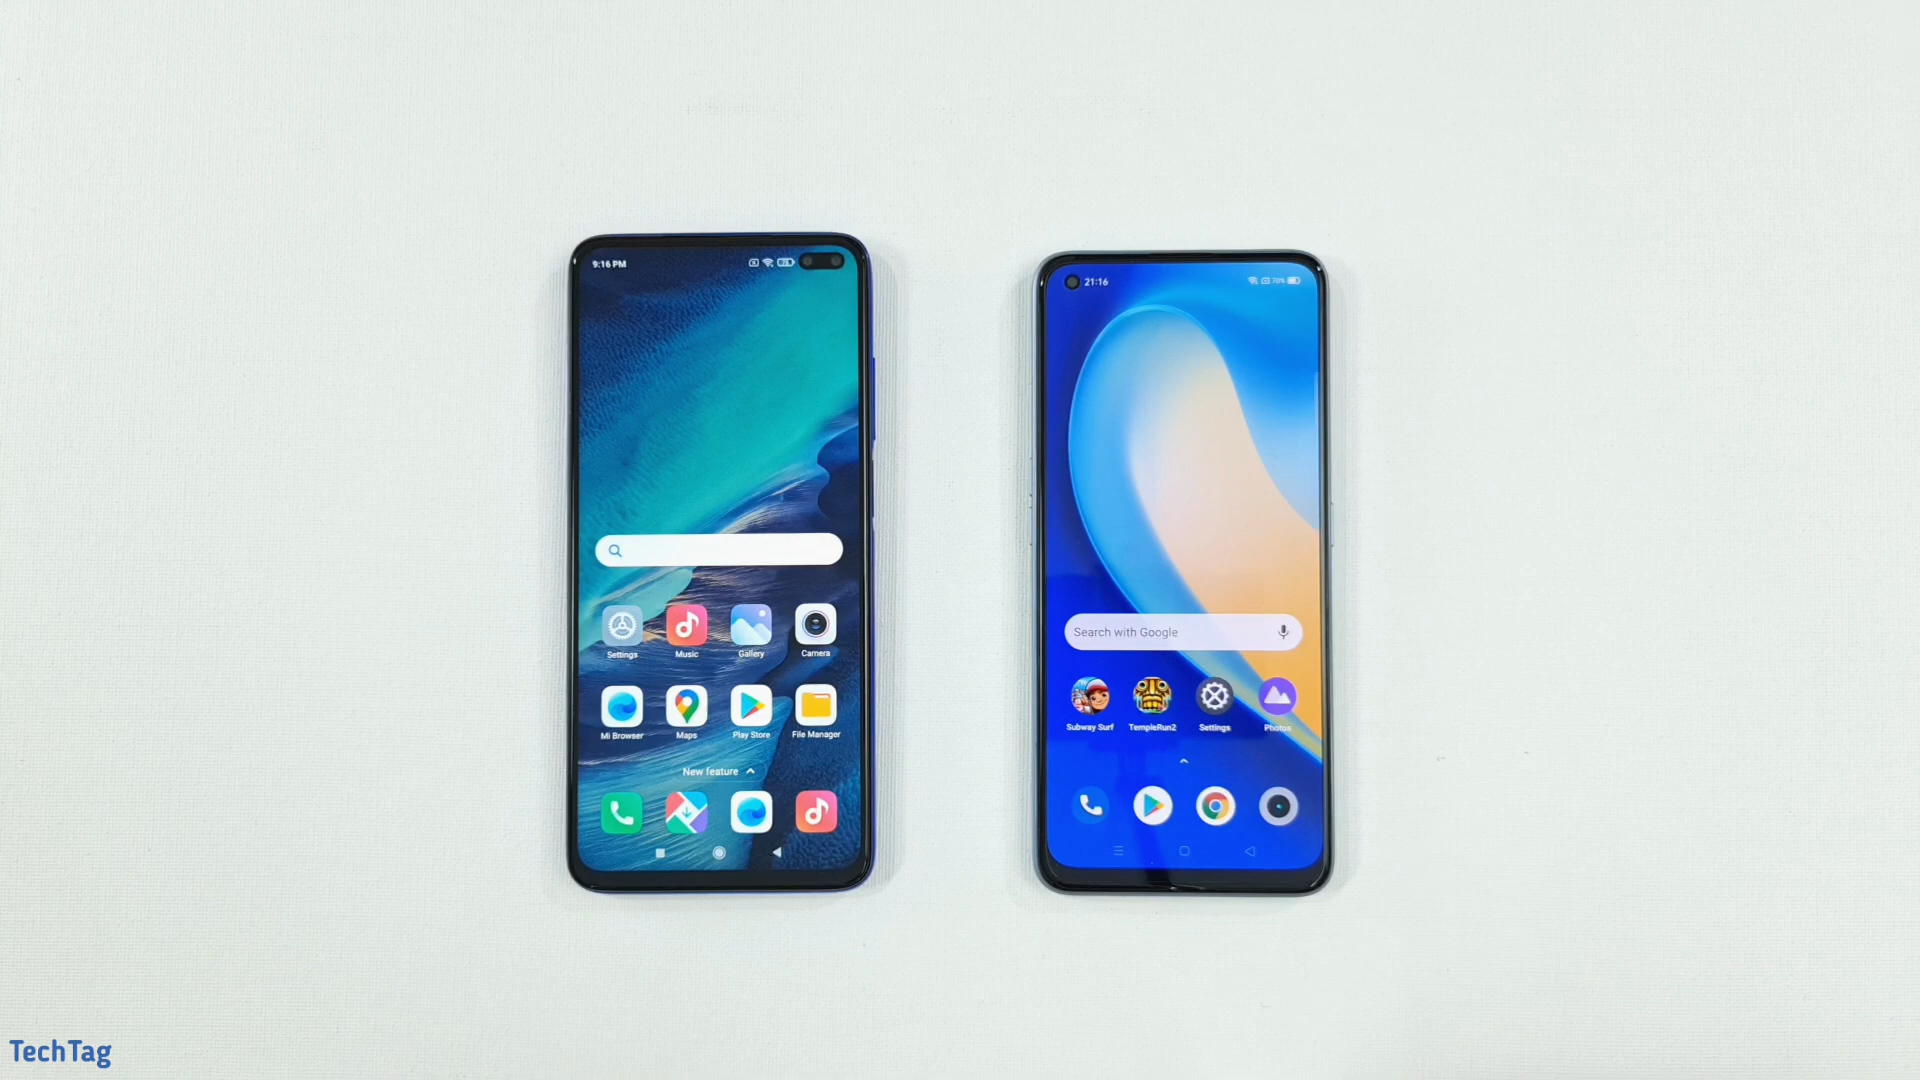 9:16 PM
Settings
Music
Gallery
Camera
Mi Browser
Maps
Play Store
File Manager
New feature
21:16
70%
Search with Google
Subway Surf
TempleRun2
Settings
Photos
TechTag